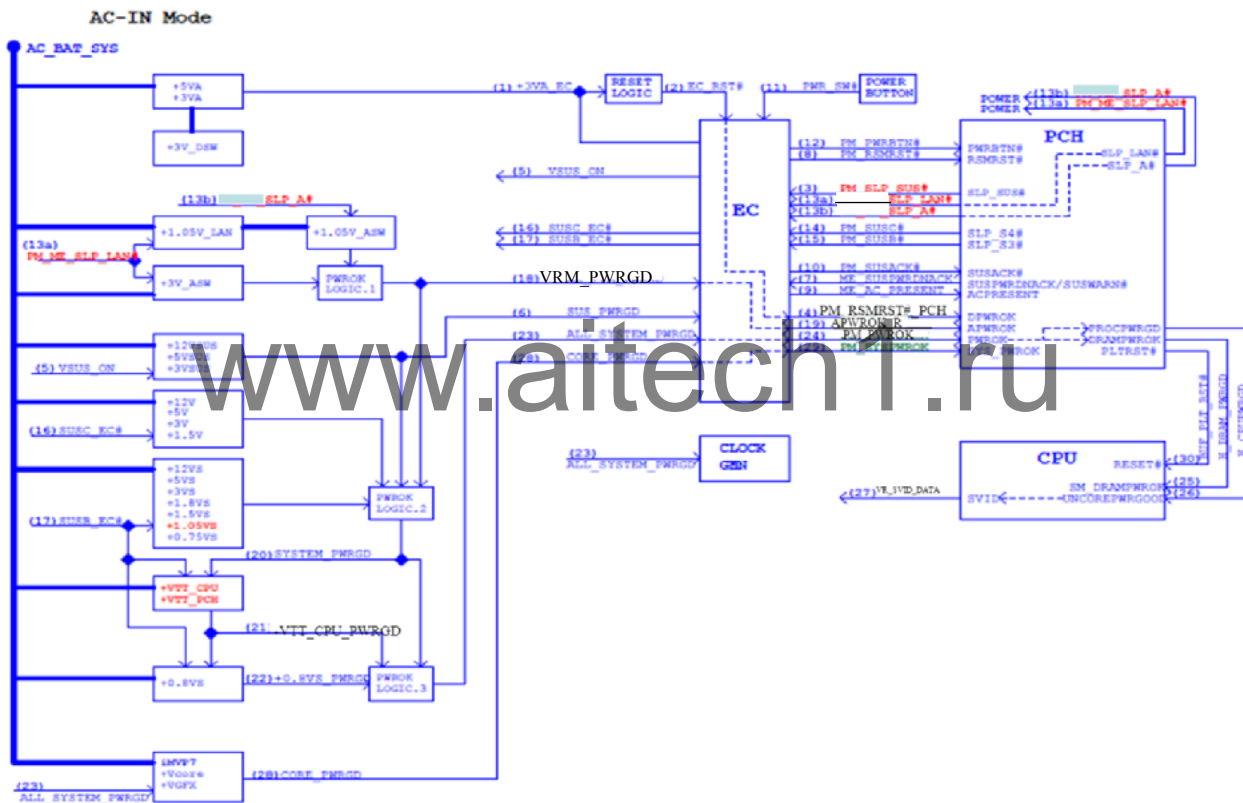 AC-IN Mode
AC_BAT_SYS
+5VA
+3VA
+3V_DSW
(1) +3VA_EC
RESET
LOGIC
(2) EC_RST#
(11) PWR_SW#
POWER
BUTTON
(13b) SLP_A#
POWER
(13a) PM_ME_SLP_LAN#
POWER
PCH
EC
(12) PM_PWRBTN#
PWRBTN#
(8) PM_RSMRST#
RSMRST#
SLP_LAN#
SLP_A#
(5) VSUS_ON
(3) PM_SLP_SUS#
SLP_SUS#
(13a) SLP_LAN#
(13b) SLP_A#
(13b) SLP_A#
+1.05V_LAN
+1.05V_ASW
(16) SUSC_EC#
(17) SUSB_EC#
(14) PM_SUSC#
SLP_S4#
(15) PM_SUSB#
SLP_S3#
(13a)
PM_ME_SLP_LAN#
+3V_ASW
PWROK
LOGIC.1
(18) VRM_PWRGD
(10) PM_SUSACK#
SUSACK#
(7) ME_SUSPWRDNACK
SUSPWRDNACK/SUSWARN#
(9) ME_AC_PRESENT
ACPRESENT
(6) SUS_PWRGD
(4) PM_RSMRST#_PCH
DPWROK
(19) APWROK_R
APWROK
PROCPWRGD
(23) ALL_SYSTEM_PWRGD
(24) PM_PWROK
PWROK
DRAMPWROK
(28) CORE_PWRGD
(29) PM_SYSPWROK
SYS_PWROK
PLTRST#
+12VSUS
+5VSUS
+3VSUS
(5) VSUS_ON
www.aitech1.ru
+12V
+5V
+3V
+1.5V
(16) SUSC_EC#
BUF_PLT_RST#
H_DRAM_PWRGD
H_CPUPWRGD
(23)
ALL_SYSTEM_PWRGD
CLOCK
GEN
CPU
RESET#
(30)
SM_DRAMPWROK
(25)
(27) VR_SVID_DATA
SVID
UNCOREPWRGOOD
(26)
+12VS
+5VS
+3VS
+1.8VS
+1.5VS
+1.05VS
+0.75VS
(17) SUSB_EC#
PWROK
LOGIC.2
(20) SYSTEM_PWRGD
+VTT_CPU
+VTT_PCH
(21) +VTT_CPU_PWRGD
+0.8VS
(22) +0.8VS_PWRGD
PWROK
LOGIC.3
iMVP7
+Vcore
+VGFX
(28) CORE_PWRGD
(23)
ALL_SYSTEM_PWRGD